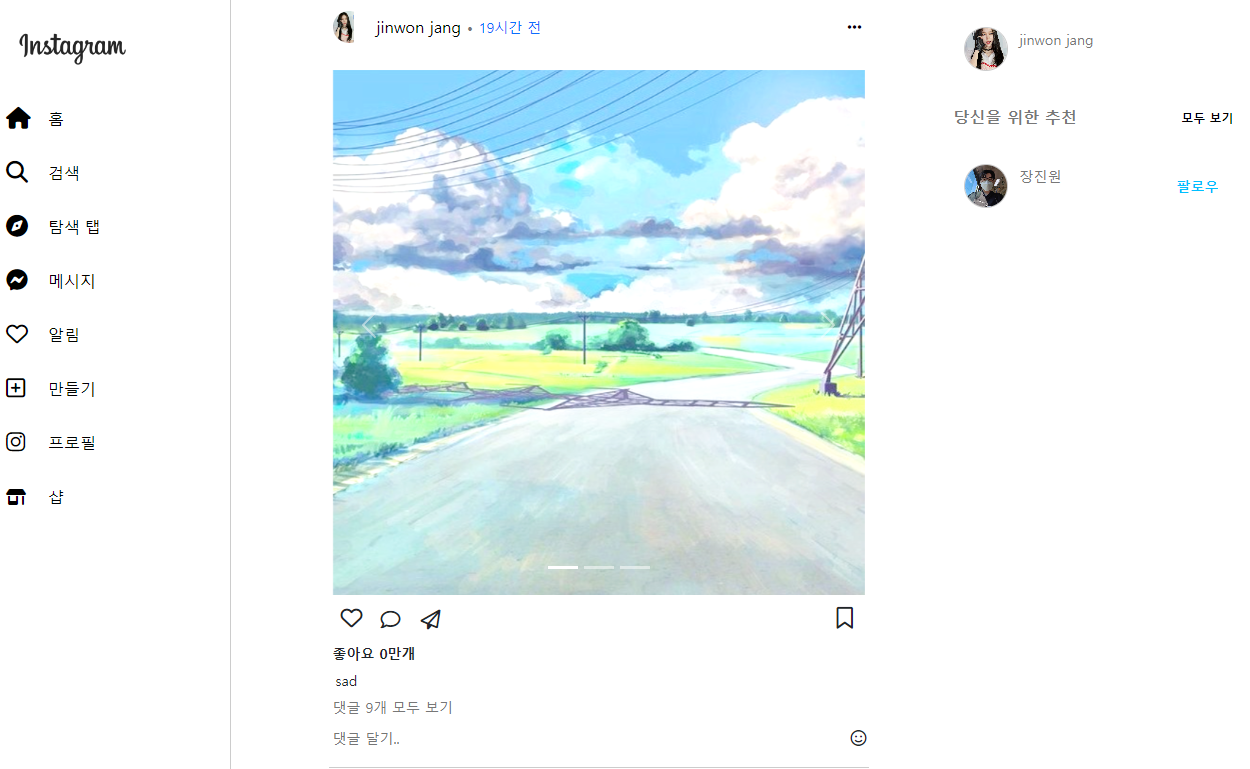 Instagram
홈
검색
탐색 탭
메시지
알림
만들기
프로필
샵
jinwon jang • 19시간 전
좋아요 0만개
sad
댓글 9개 모두 보기
댓글 달기..
jinwon jang
당신을 위한 추천 모두 보기
장진원 팔로우